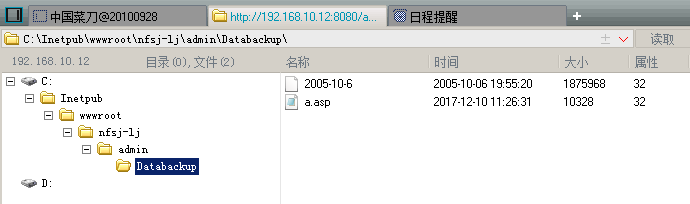 中国菜刀@20100928 http://192.168.10.12:8080/a... 日程提醒
C:\Inetpub\wwwroot\nfsj-lj\admin\Databackup\ 读取
192.168.10.12 目录(0),文件(2) 名称 时间 大小 属性
C:
Inetpub
wwwroot
nfsj-lj
admin
Databackup
D:
2005-10-6 2005-10-06 19:55:20 1875968 32
a.asp 2017-12-10 11:26:31 10328 32